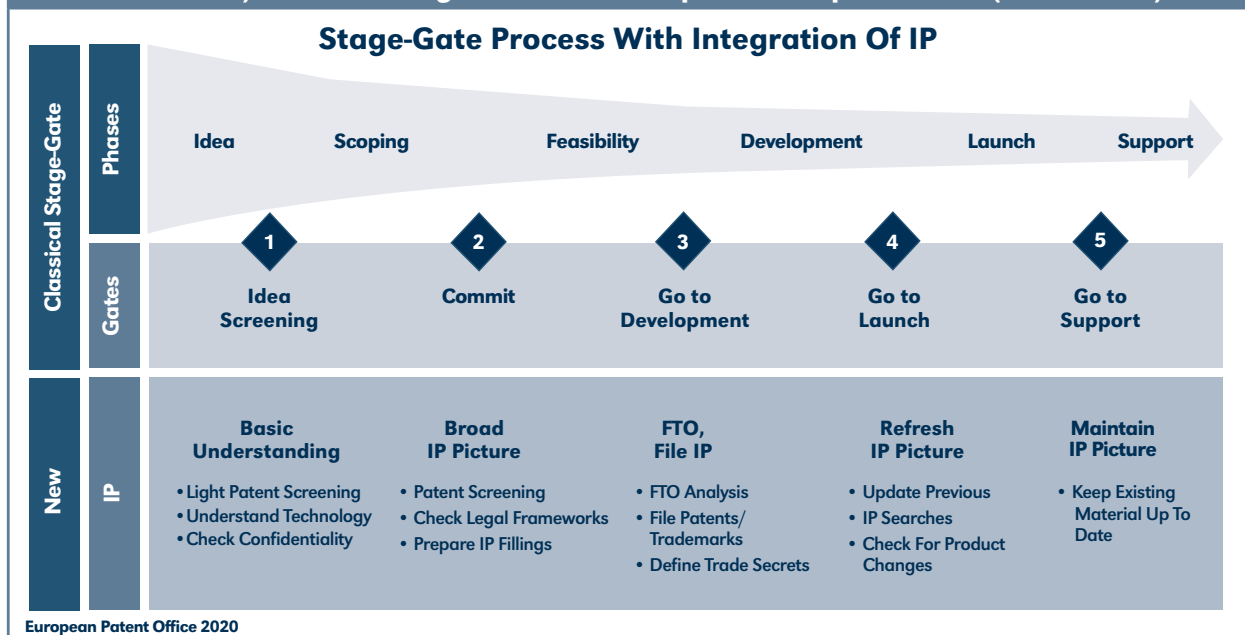 Stage-Gate Process With Integration Of IP
Classical Stage-Gate
Phases
Idea
Scoping
Feasibility
Development
Launch
Support
Gates
1
2
3
4
5
Idea
Screening
Commit
Go to
Development
Go to
Launch
Go to
Support
New
IP
Basic
Understanding
•Light Patent Screening
•Understand Technology
•Check Confidentiality
Broad
IP Picture
• Patent Screening
• Check Legal Frameworks
• Prepare IP Fillings
FTO,
File IP
• FTO Analysis
• File Patents/
Trademarks
• Define Trade Secrets
Refresh
IP Picture
• Update Previous
• IP Searches
• Check For Product
Changes
Maintain
IP Picture
• Keep Existing
Material Up To
Date
European Patent Office 2020